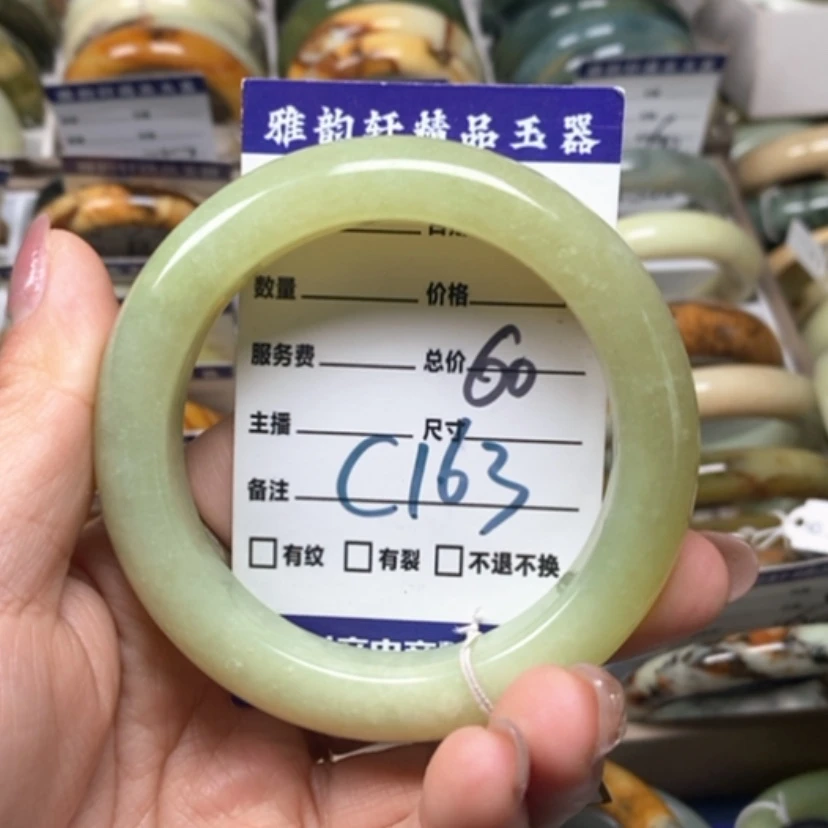 雅韵轩精品玉器
数量 价格
服务费 总价 60
主播 尺寸
备注 C163
□有纹 □有裂 □不退不换